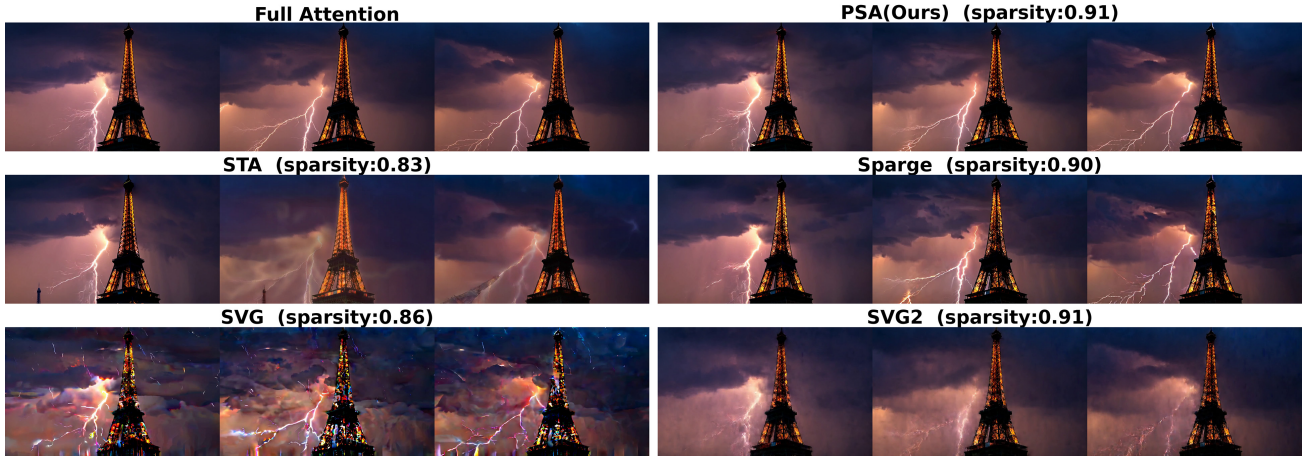 Full Attention
PSA(Ours) (sparsity:0.91)
STA (sparsity:0.83)
Sparge (sparsity:0.90)
SVG (sparsity:0.86)
SVG2 (sparsity:0.91)